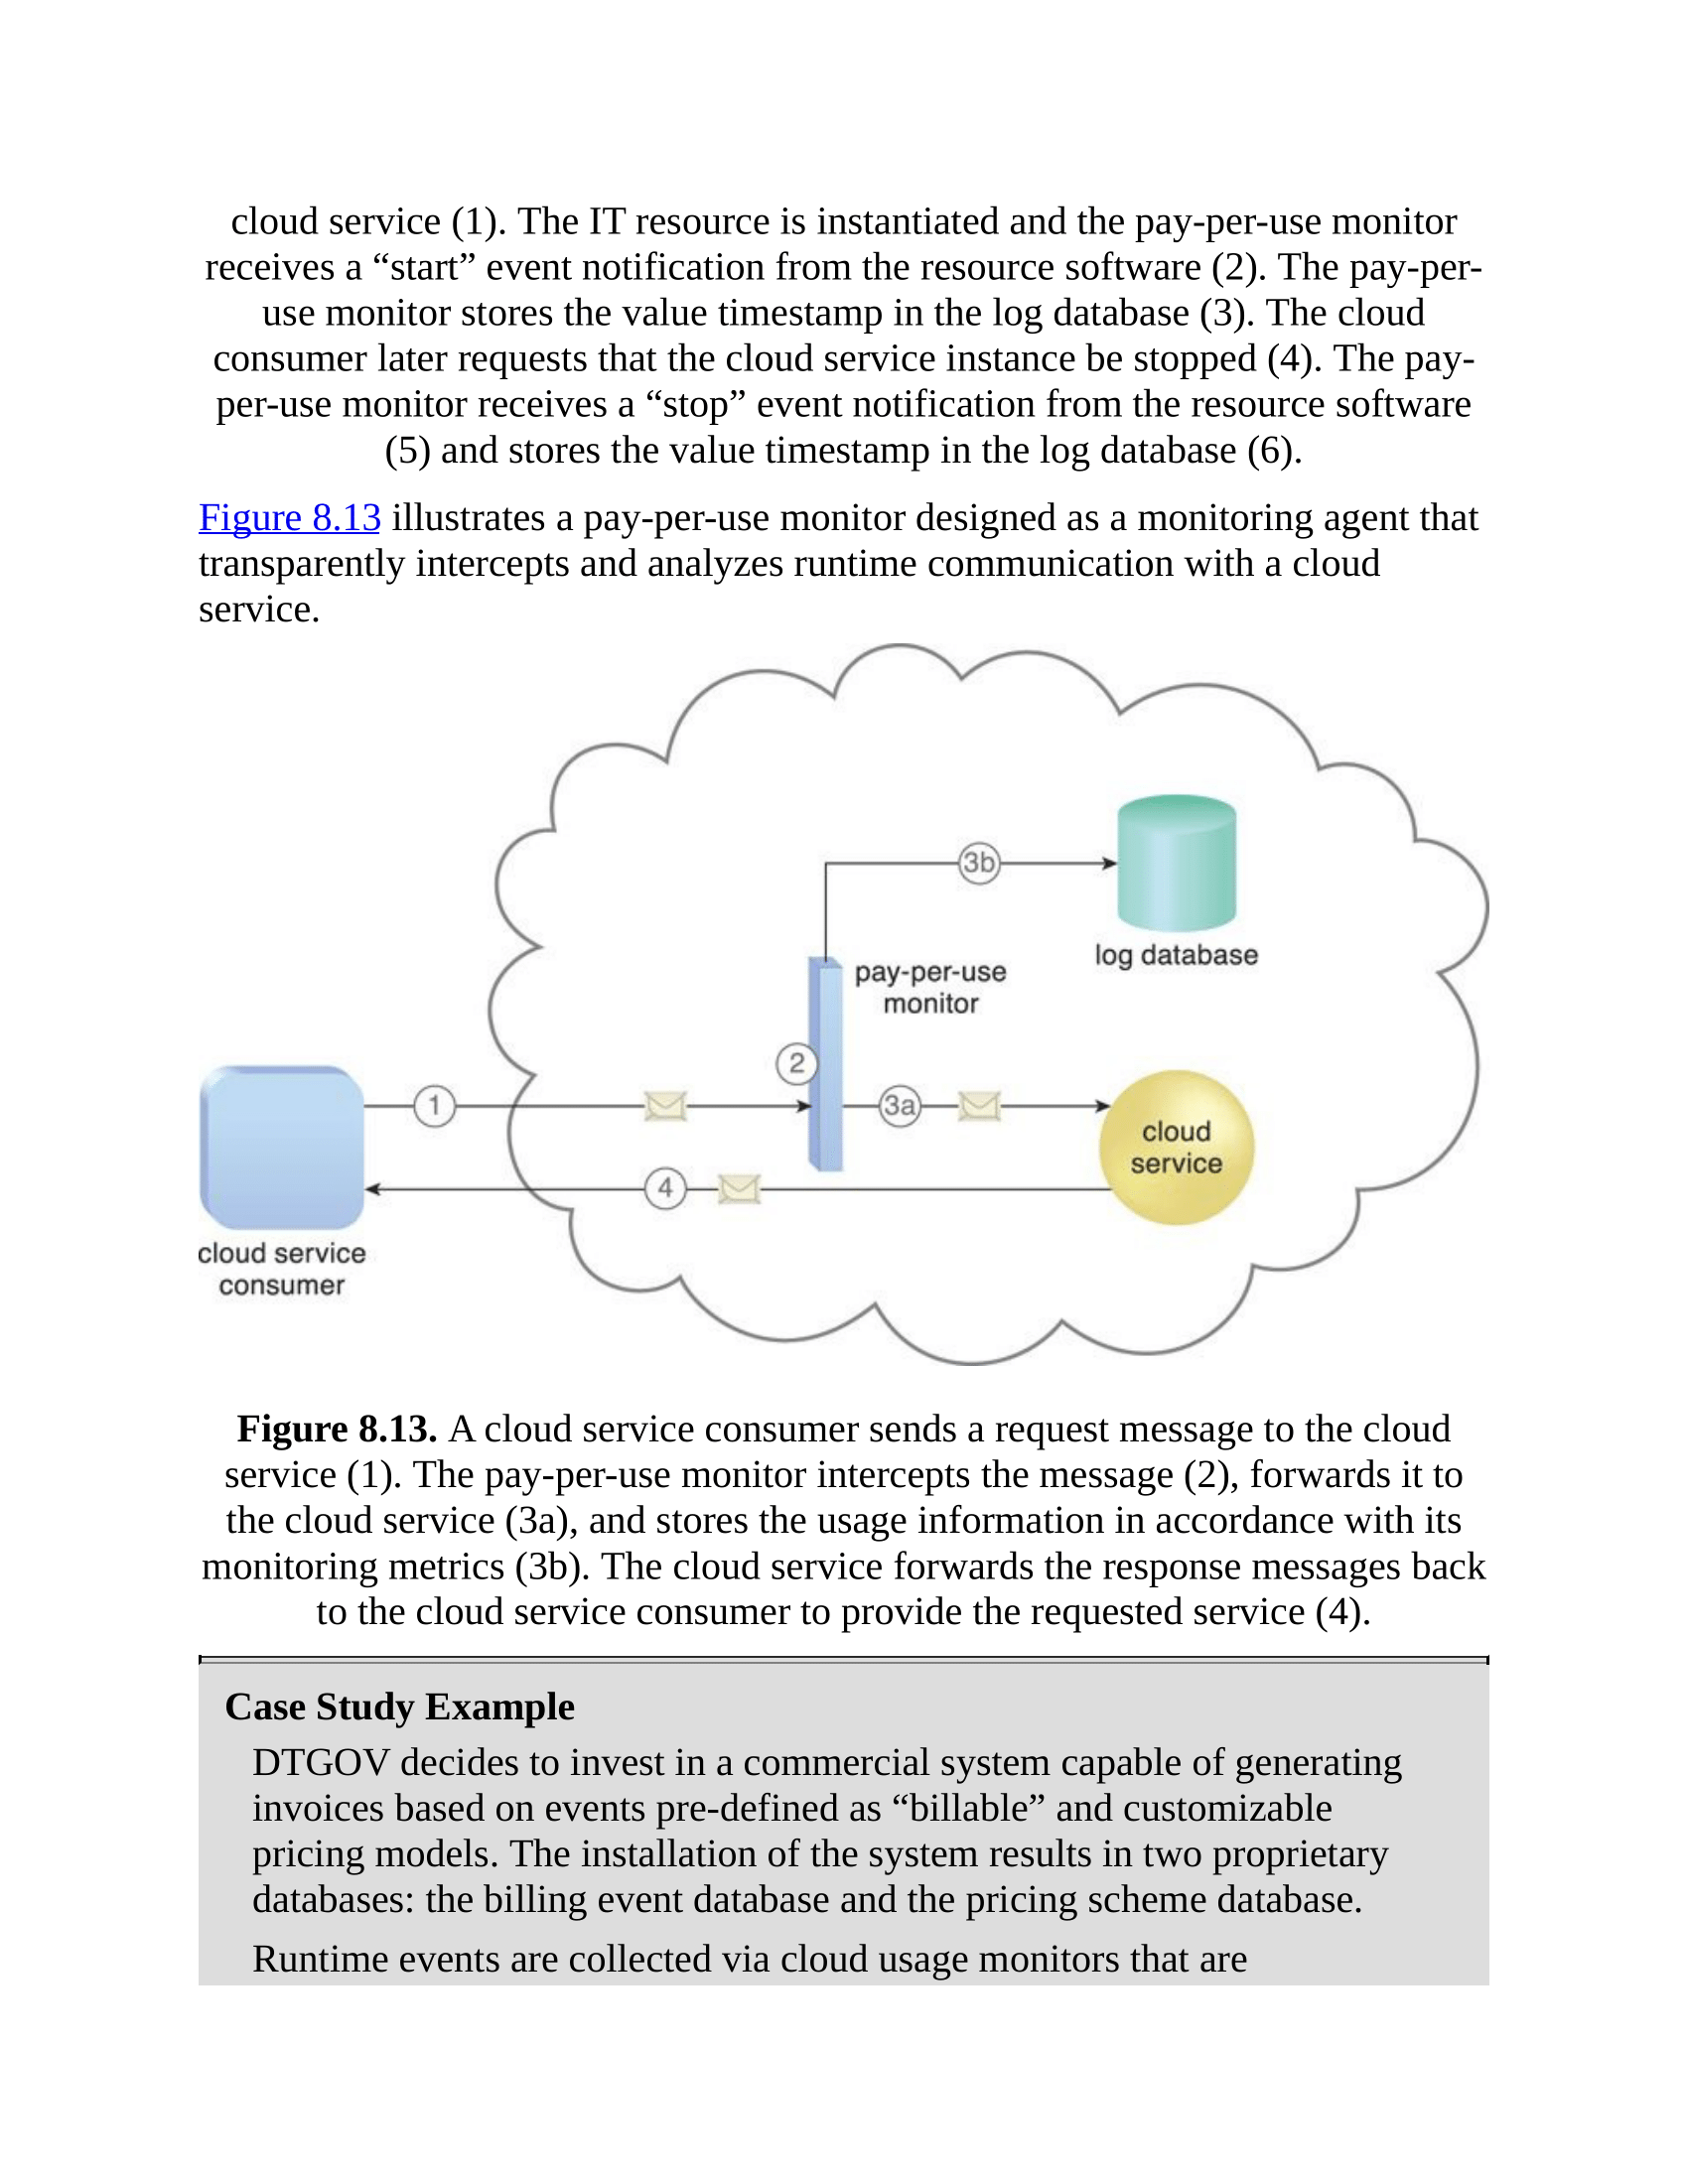 cloud service (1). The IT resource is instantiated and the pay-per-use monitor
receives a “start” event notification from the resource software (2). The pay-per-
use monitor stores the value timestamp in the log database (3). The cloud
consumer later requests that the cloud service instance be stopped (4). The pay-
per-use monitor receives a “stop” event notification from the resource software
(5) and stores the value timestamp in the log database (6).
Figure 8.13 illustrates a pay-per-use monitor designed as a monitoring agent that
transparently intercepts and analyzes runtime communication with a cloud
service.
3b
log database
pay-per-use
monitor
2
1
3a
cloud
service
4
cloud service
consumer
Figure 8.13. A cloud service consumer sends a request message to the cloud
service (1). The pay-per-use monitor intercepts the message (2), forwards it to
the cloud service (3a), and stores the usage information in accordance with its
monitoring metrics (3b). The cloud service forwards the response messages back
to the cloud service consumer to provide the requested service (4).
Case Study Example
DTGOV decides to invest in a commercial system capable of generating
invoices based on events pre-defined as “billable” and customizable
pricing models. The installation of the system results in two proprietary
databases: the billing event database and the pricing scheme database.
Runtime events are collected via cloud usage monitors that are